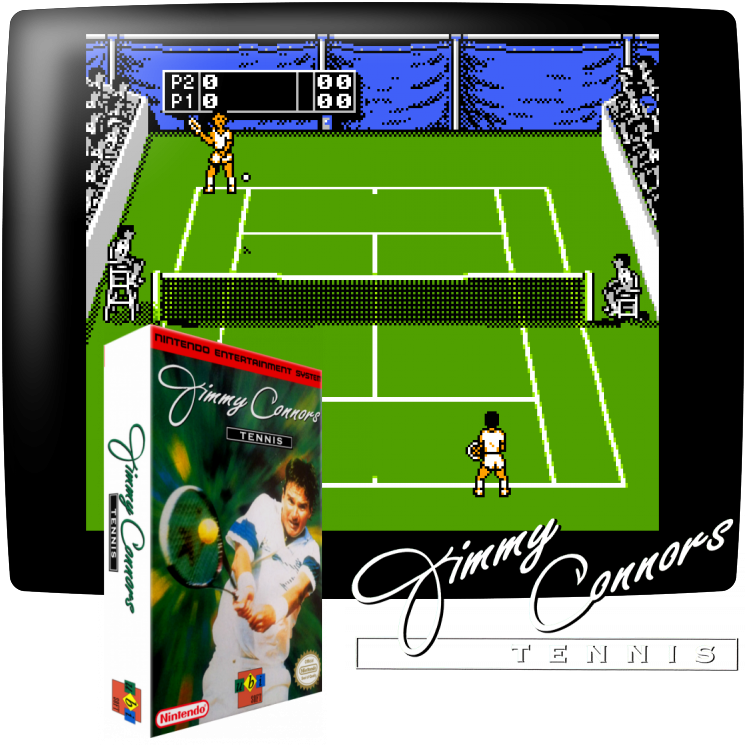 P2 0 00
P1 0 00
NINTENDO ENTERTAINMENT SYSTEM
Jimmy Connors
TENNIS
Jimmy Connors
TENNIS
Nintendo
Jimmy
Connors
TENNIS